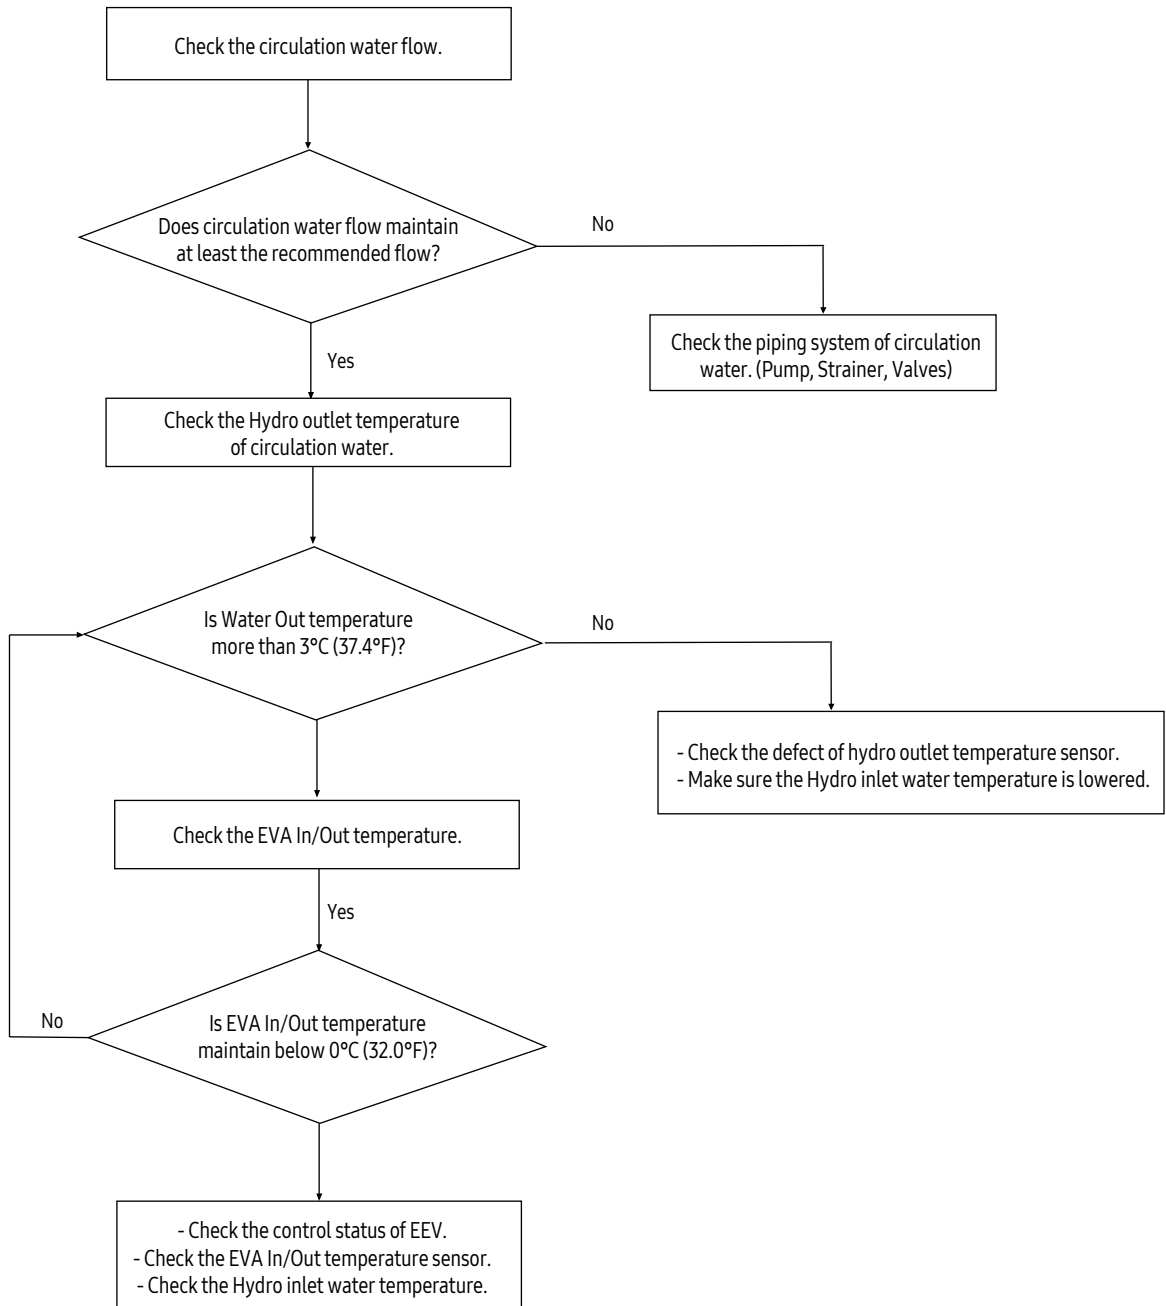 Check the circulation water flow.
Does circulation water flow maintain
at least the recommended flow?
No
Check the piping system of circulation
water. (Pump, Strainer, Valves)
Yes
Check the Hydro outlet temperature
of circulation water.
Is Water Out temperature
more than 3°C (37.4°F)?
No
- Check the defect of hydro outlet temperature sensor.
- Make sure the Hydro inlet water temperature is lowered.
Check the EVA In/Out temperature.
Yes
Is EVA In/Out temperature
maintain below 0°C (32.0°F)?
No
- Check the control status of EEV.
- Check the EVA In/Out temperature sensor.
- Check the Hydro inlet water temperature.